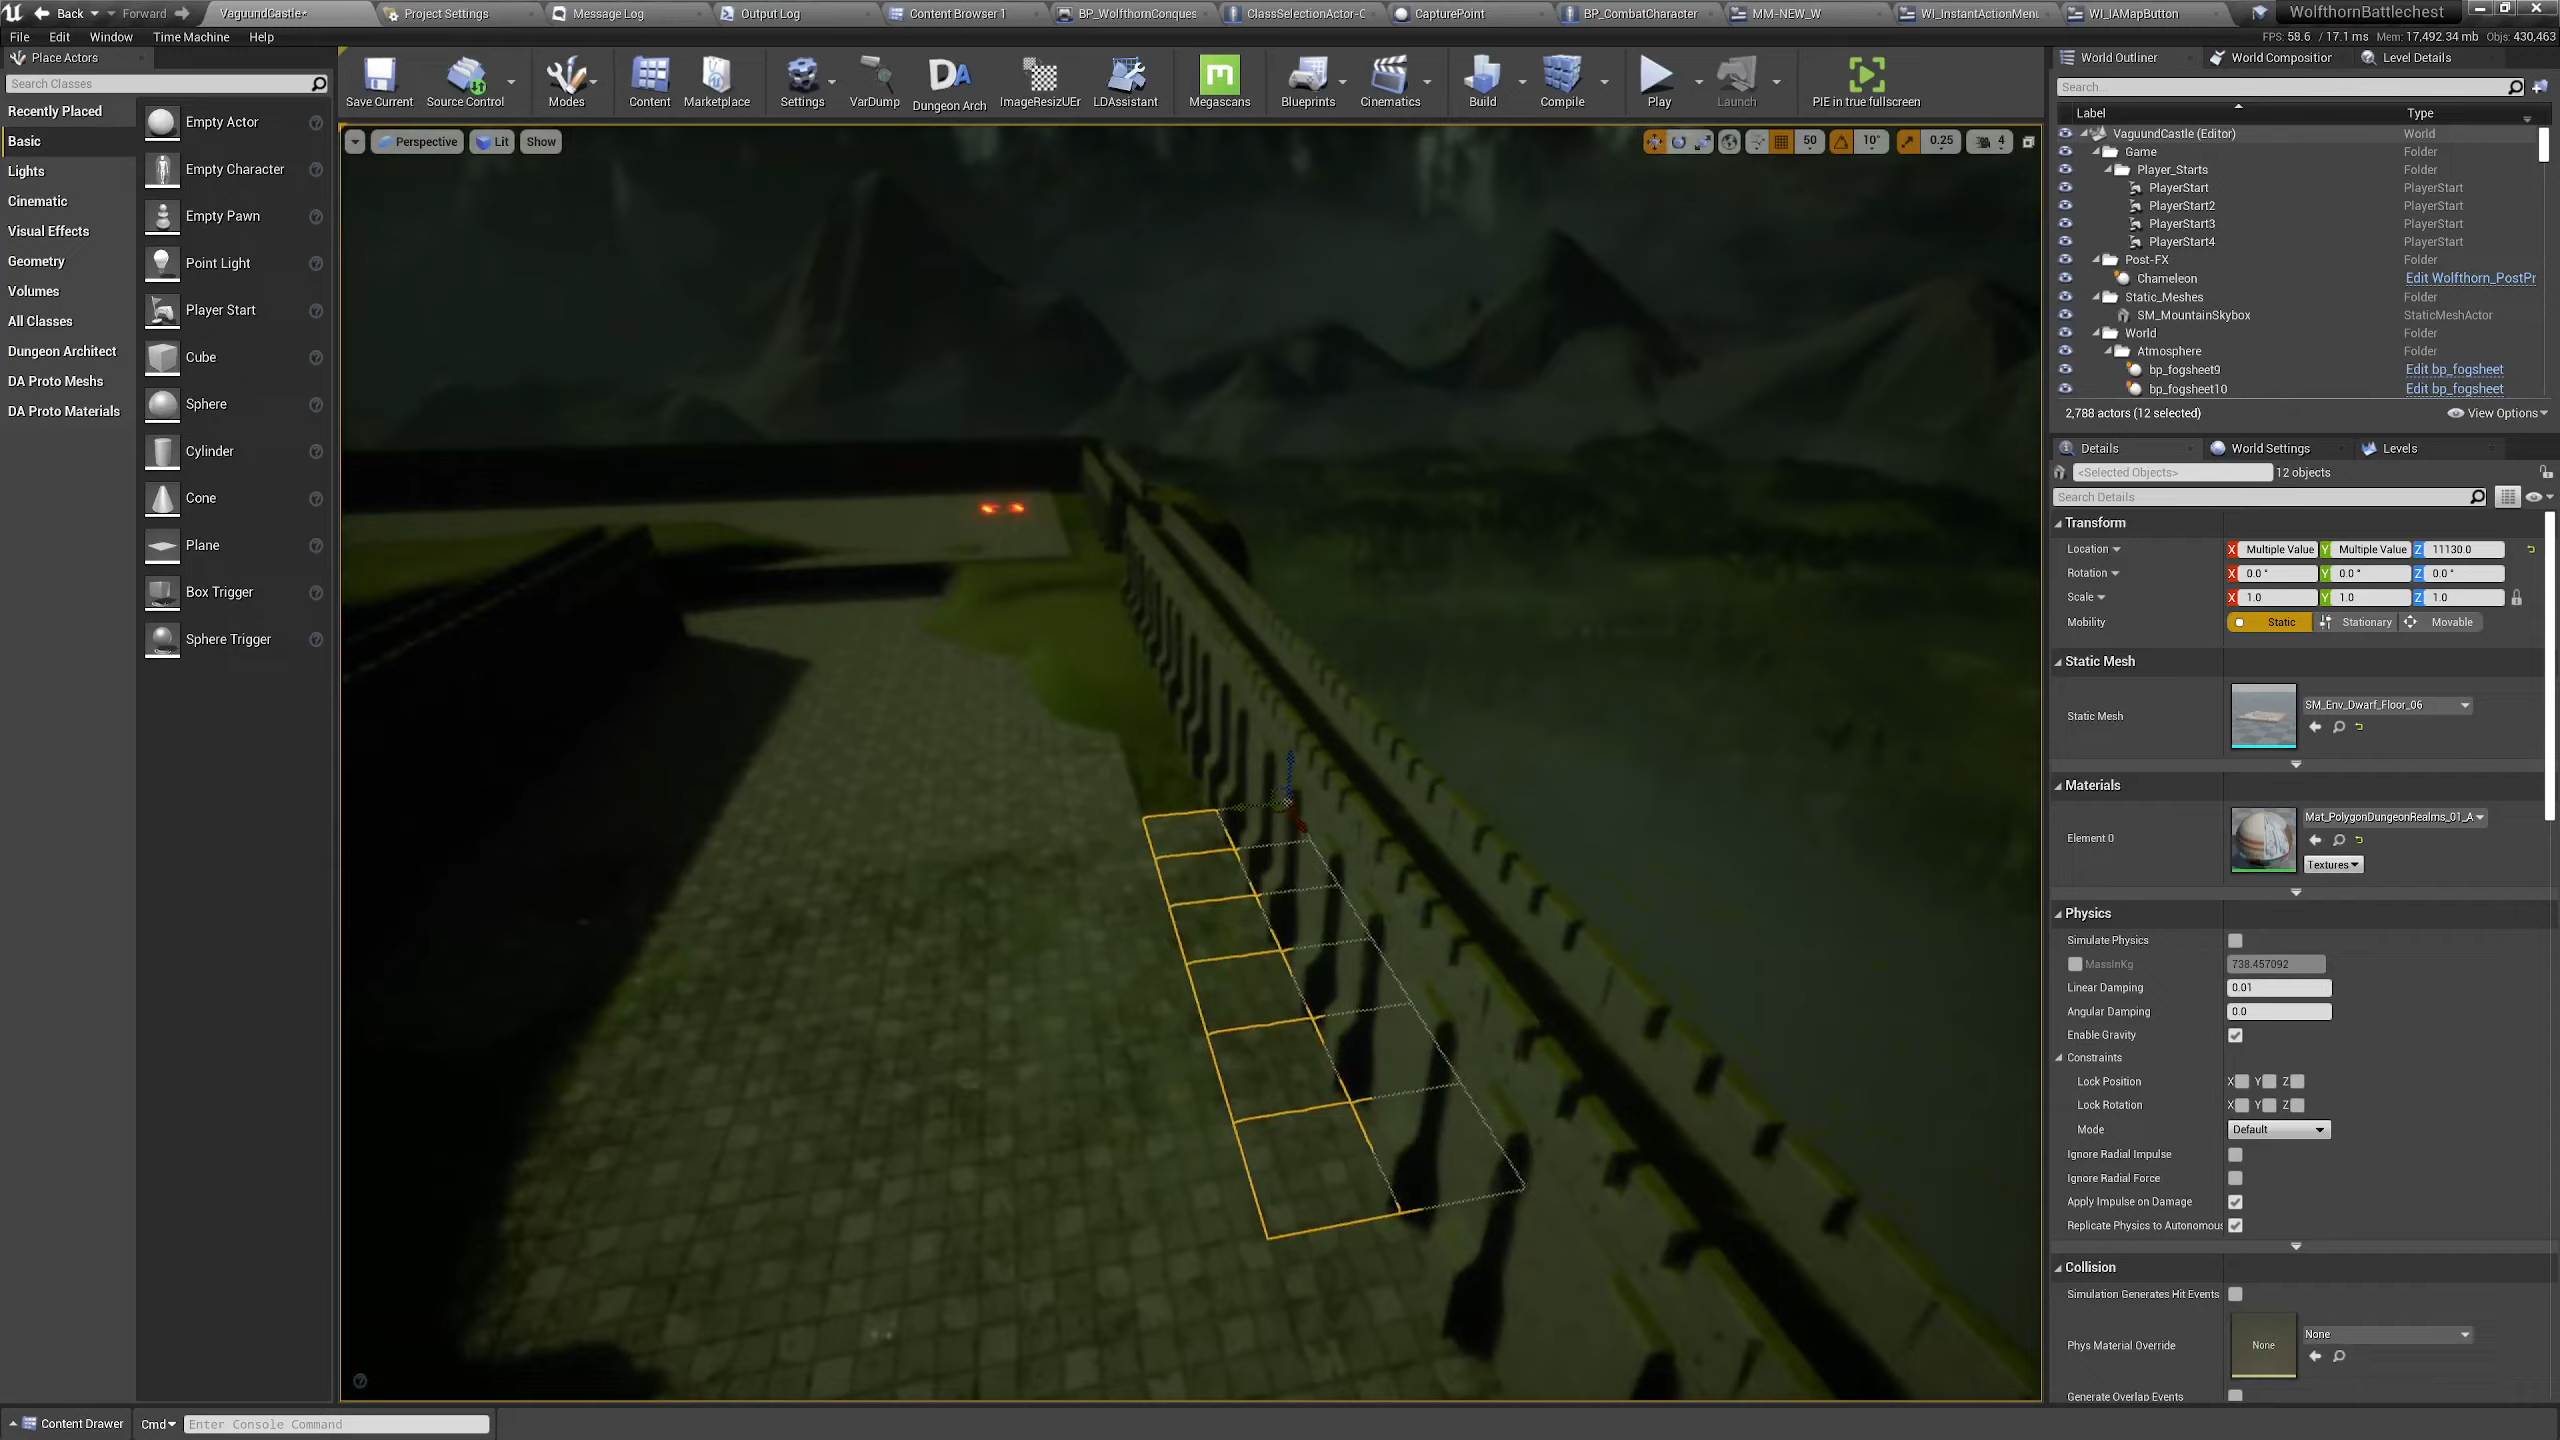 Back Forward VaguundCastle* Project Settings Message Log Output Log Content Browser 1 BP_WolfthornConques ClassSelectionActor-C CapturePoint BP_CombatCharacter MM-NEW_W WI_InstantActionMenu WI_IAMapButton WolfthornBattlechest
File Edit Window Time Machine Help
FPS: 58.6 / 17.1 ms Mem: 17,492.34 mb Objs: 430,463
Place Actors
Search Classes
Recently Placed
Basic
Lights
Cinematic
Visual Effects
Geometry
Volumes
All Classes
Dungeon Architect
DA Proto Meshs
DA Proto Materials
Empty Actor
Empty Character
Empty Pawn
Point Light
Player Start
Cube
Sphere
Cylinder
Cone
Plane
Box Trigger
Sphere Trigger
Save Current Source Control Modes Content Marketplace Settings VarDump Dungeon Arch ImageResizUEr LDAssistant Megascans Blueprints Cinematics Build Compile Play Launch PIE in true fullscreen
Perspective Lit Show
50 10° 0.25 4
World Outliner World Composition Level Details
Search...
Label Type
VaguundCastle (Editor) World
Game Folder
Player_Starts Folder
PlayerStart PlayerStart
PlayerStart2 PlayerStart
PlayerStart3 PlayerStart
PlayerStart4 PlayerStart
Post-FX Folder
Chameleon Edit Wolfthorn_PostPr
Static_Meshes Folder
SM_MountainSkybox StaticMeshActor
World Folder
Atmosphere Folder
bp_fogsheet9 Edit bp_fogsheet
bp_fogsheet10 Edit bp_fogsheet
2,788 actors (12 selected) View Options
Details World Settings Levels
<Selected Objects> 12 objects
Search Details
Transform
Location X Multiple Value Y Multiple Value Z 11130.0
Rotation X 0.0 ° Y 0.0 ° Z 0.0 °
Scale X 1.0 Y 1.0 Z 1.0
Mobility Static Stationary Movable
Static Mesh
Static Mesh SM_Env_Dwarf_Floor_06
Materials
Element 0 Mat_PolygonDungeonRealms_01_A
Textures
Physics
Simulate Physics
MassInKg 738.457092
Linear Damping 0.01
Angular Damping 0.0
Enable Gravity
Constraints
Lock Position X Y Z
Lock Rotation X Y Z
Mode Default
Ignore Radial Impulse
Ignore Radial Force
Apply Impulse on Damage
Replicate Physics to Autonomous
Collision
Simulation Generates Hit Events
Phys Material Override None None
Generate Overlap Events
Content Drawer Cmd Enter Console Command